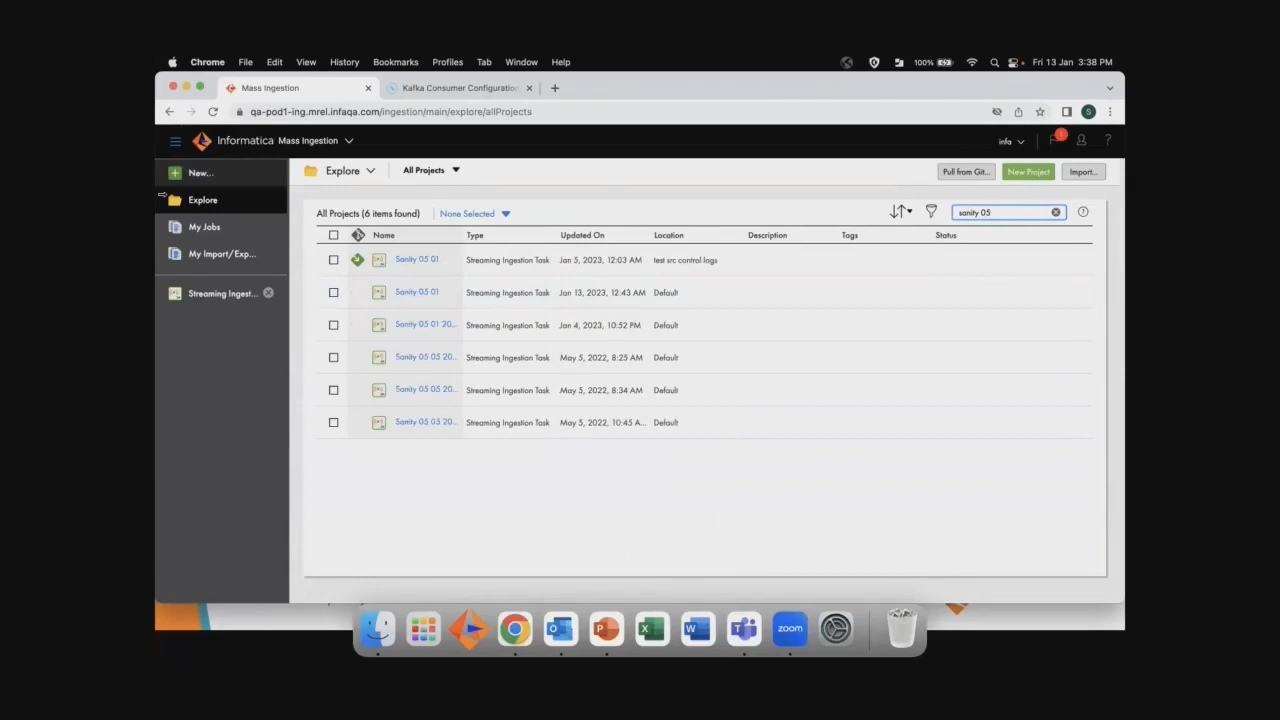 Chrome File Edit View History Bookmarks Profiles Tab Window Help 100% Fri 13 Jan 3:38 PM
Mass Ingestion Kafka Consumer Configuration
qa-pod1-ing.mrel.infaqa.com/ingestion/main/explore/allProjects S
Informatica Mass Ingestion infa 1 ?
New... Explore All Projects Pull from Git... New Project Import...
Explore
My Jobs All Projects (6 items found) None Selected sanity 05
Name Type Updated On Location Description Tags Status
My Import/Exp... Sanity 05 01 Streaming Ingestion Task Jan 5, 2023, 12:03 AM test src control logs
Streaming Ingest... Sanity 05 01 Streaming Ingestion Task Jan 13, 2023, 12:43 AM Default
Sanity 05 01 20... Streaming Ingestion Task Jan 4, 2023, 10:52 PM Default
Sanity 05 05 20... Streaming Ingestion Task May 5, 2022, 8:25 AM Default
Sanity 05 05 20... Streaming Ingestion Task May 5, 2022, 8:34 AM Default
Sanity 05 05 20... Streaming Ingestion Task May 5, 2022, 10:45 A... Default
O P X W T zoom